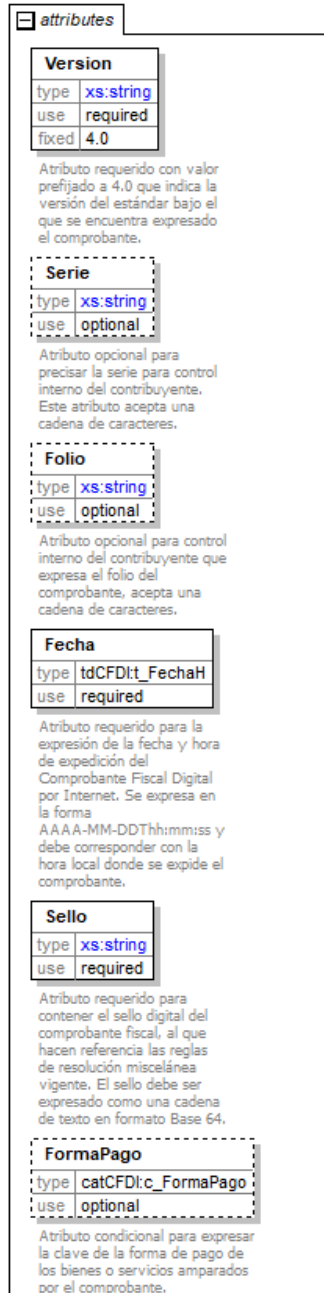 attributes
Version
type xs:string
use required
fixed 4.0
Atributo requerido con valor
prefijado a 4.0 que indica la
versión del estándar bajo el
que se encuentra expresado
el comprobante.
Serie
type xs:string
use optional
Atributo opcional para
precisar la serie para control
interno del contribuyente.
Este atributo acepta una
cadena de caracteres.
Folio
type xs:string
use optional
Atributo opcional para control
interno del contribuyente que
expresa el folio del
comprobante, acepta una
cadena de caracteres.
Fecha
type tdCFDI:t_FechaH
use required
Atributo requerido para la
expresión de la fecha y hora
de expedición del
Comprobante Fiscal Digital
por Internet. Se expresa en
la forma
AAAA-MM-DDThh:mm:ss y
debe corresponder con la
hora local donde se expide el
comprobante.
Sello
type xs:string
use required
Atributo requerido para
contener el sello digital del
comprobante fiscal, al que
hacen referencia las reglas
de resolución miscelánea
vigente. El sello debe ser
expresado como una cadena
de texto en formato Base 64.
FormaPago
type catCFDI:c_FormaPago
use optional
Atributo condicional para expresar
la clave de la forma de pago de
los bienes o servicios amparados
por el comprobante.